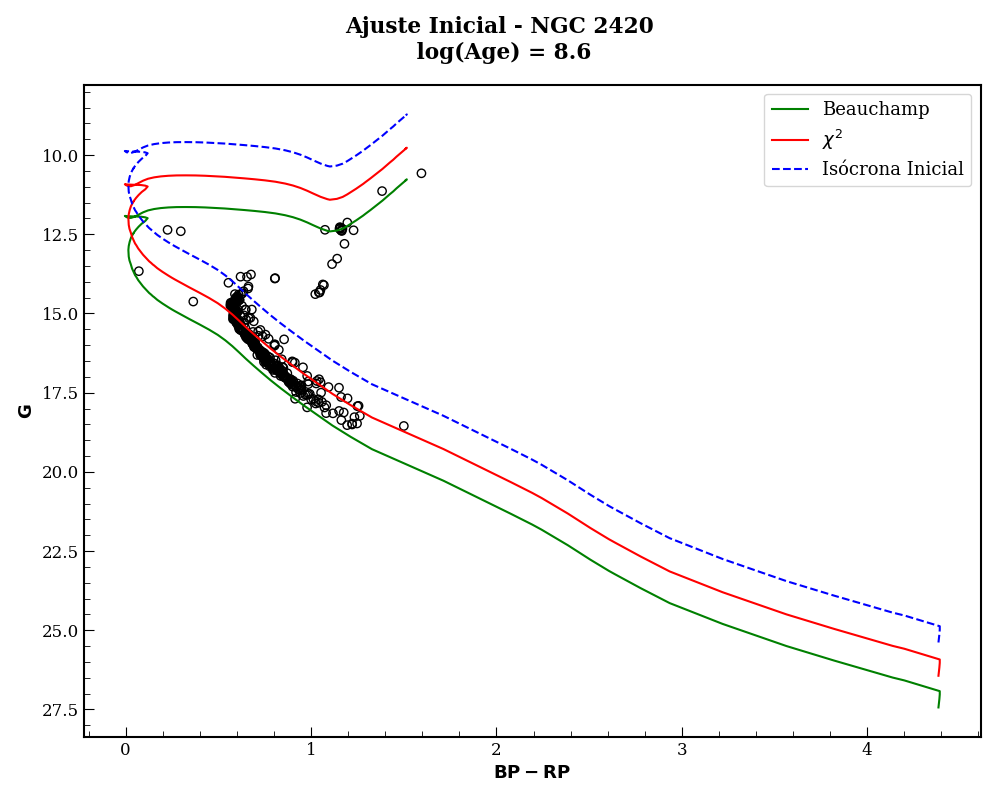 Ajuste Inicial - NGC 2420
log(Age) = 8.6
Beauchamp
χ²
Isócrona Inicial
G
10.0
12.5
15.0
17.5
20.0
22.5
25.0
27.5
0 1 2 3 4
BP − RP